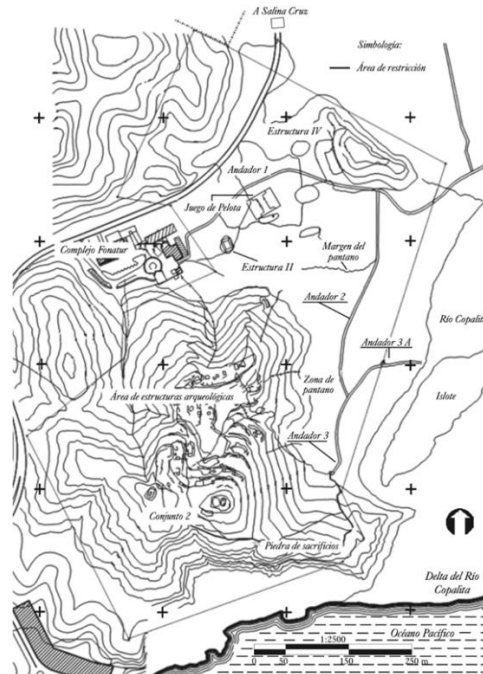 A Salina Cruz
Simbología:
Área de restricción
Estructura IV
Andador 1
Juego de Pelota
Complejo Fonatur
Margen del
pantano
Estructura II
Andador 2
Río Copalita
Andador 3 A
Zona de
pantano
Islote
Área de estructuras arqueológicas
Andador 3
Conjunto 2
Piedra de sacrificios
Delta del Río
Copalita
Océano Pacífico
1:2500
0 50 150 250 m